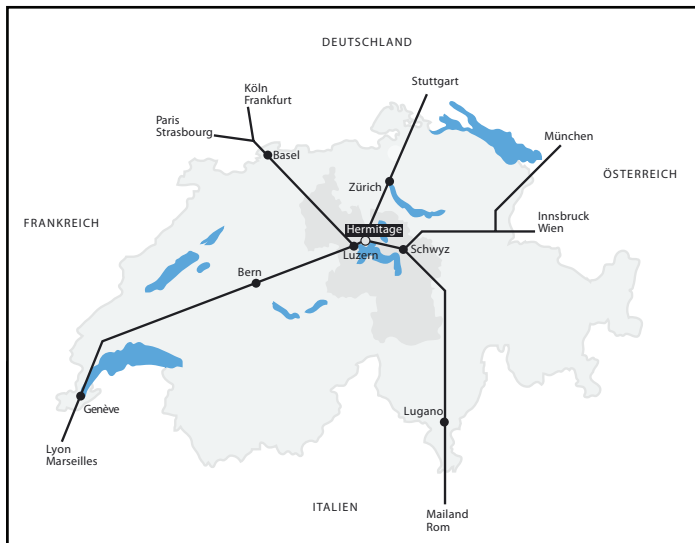 DEUTSCHLAND
Stuttgart
Köln
Frankfurt
Paris
Strasbourg
München
Basel
ÖSTERREICH
Zürich
FRANKREICH
Hermitage
Innsbruck
Wien
Luzern
Schwyz
Bern
Genève
Lugano
Lyon
Marseilles
ITALIEN
Mailand
Rom